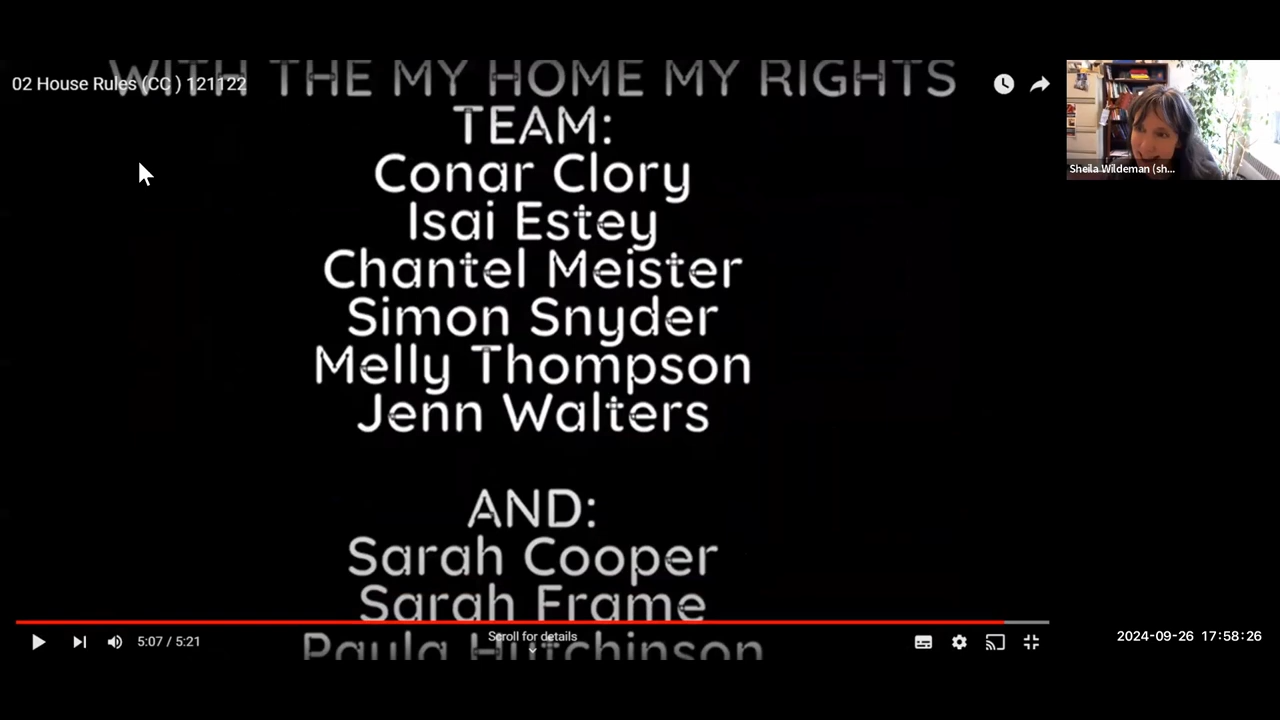 WITH THE MY HOME MY RIGHTS
02 House Rules (CC ) 121122
TEAM:
Conar Clory
Isai Estey
Chantel Meister
Simon Snyder
Melly Thompson
Jenn Walters
AND:
Sarah Cooper
Sarah Frame
Paula Hutchinson
Scroll for details
5:07 / 5:21
Sheila Wildeman (sh...
2024-09-26 17:58:26